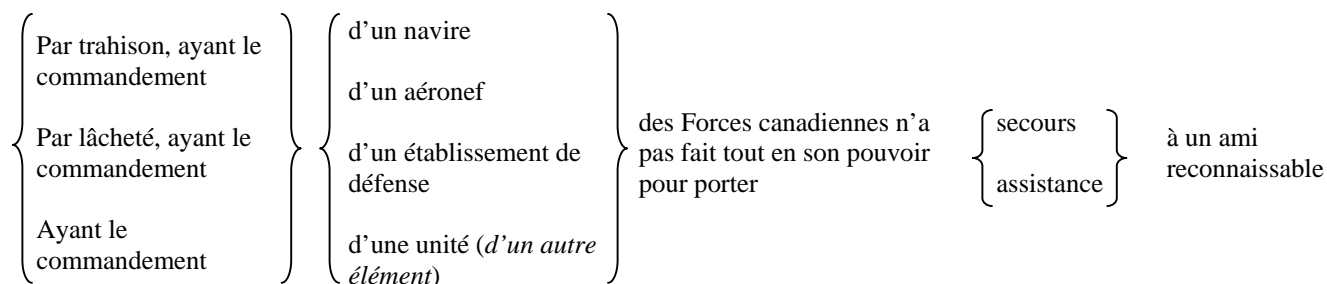 Par trahison, ayant le
commandement
Par lâcheté, ayant le
commandement
Ayant le
commandement
d’un navire
d’un aéronef
d’un établissement de
défense
d’une unité (d’un autre
élément)
des Forces canadiennes n’a
pas fait tout en son pouvoir
pour porter
secours
assistance
à un ami
reconnaissable